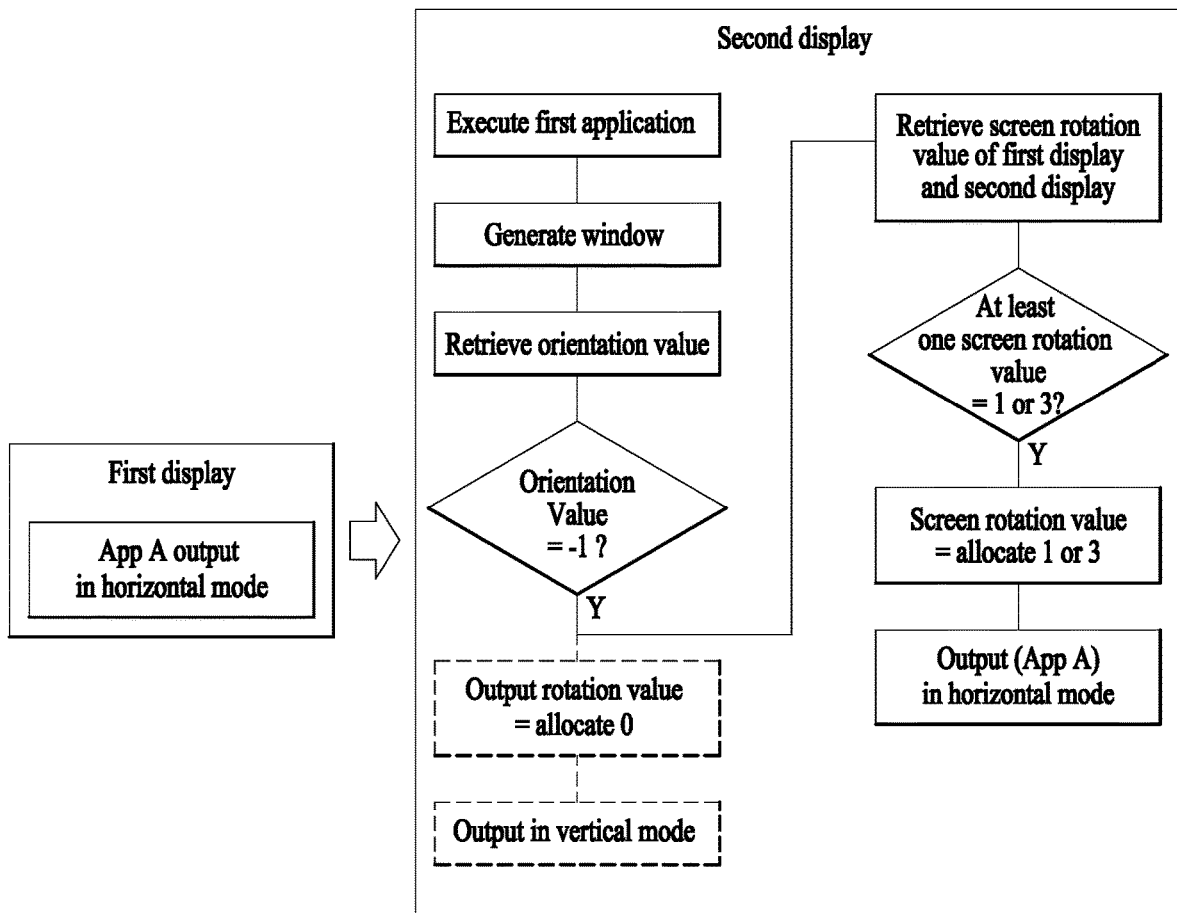 Second display
Execute first application
Generate window
Retrieve orientation value
Orientation
Value
= -1 ?
Y
Output rotation value
= allocate 0
Output in vertical mode
Retrieve screen rotation
value of first display
and second display
At least
one screen rotation
value
= 1 or 3?
Y
Screen rotation value
= allocate 1 or 3
Output (App A)
in horizontal mode
First display
App A output
in horizontal mode